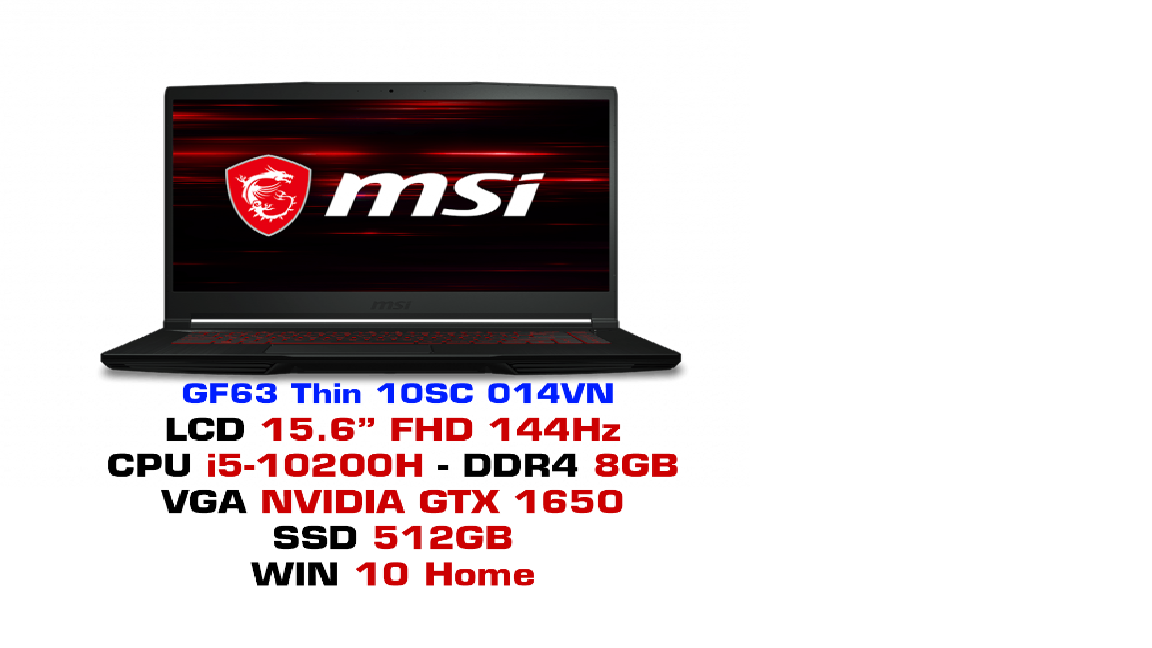 msi
msi
GF63 Thin 10SC 014VN
LCD 15.6” FHD 144Hz
CPU i5-10200H - DDR4 8GB
VGA NVIDIA GTX 1650
SSD 512GB
WIN 10 Home